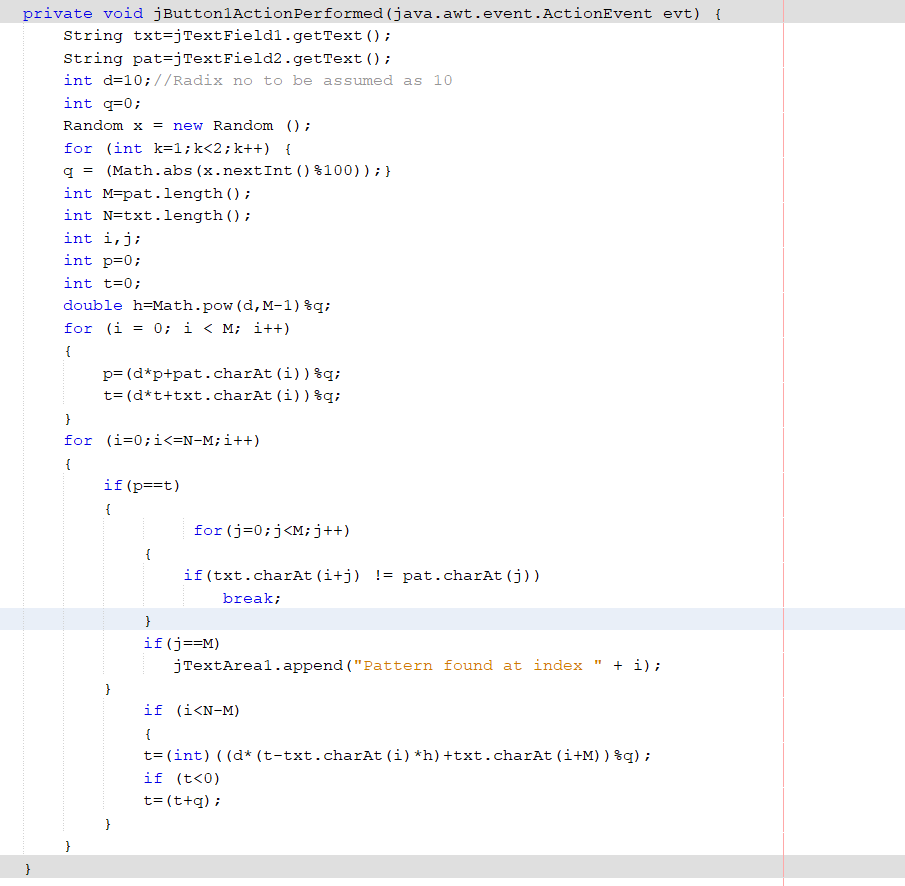 private void jButton1ActionPerformed(java.awt.event.ActionEvent evt) {
String txt=jTextField1.getText();
String pat=jTextField2.getText();
int d=10;//Radix no to be assumed as 10
int q=0;
Random x = new Random ();
for (int k=1;k<2;k++) {
q = (Math.abs(x.nextInt()%100));}
int M=pat.length();
int N=txt.length();
int i,j;
int p=0;
int t=0;
double h=Math.pow(d,M-1)%q;
for (i = 0; i < M; i++)
{
p=(d*p+pat.charAt(i))%q;
t=(d*t+txt.charAt(i))%q;
}
for (i=0;i<=N-M;i++)
{
if(p==t)
{
for(j=0;j<M;j++)
{
if(txt.charAt(i+j) != pat.charAt(j))
break;
}
if(j==M)
jTextArea1.append("Pattern found at index " + i);
}
if (i<N-M)
{
t=(int)((d*(t-txt.charAt(i)*h)+txt.charAt(i+M))%q);
if (t<0)
t=(t+q);
}
}
}